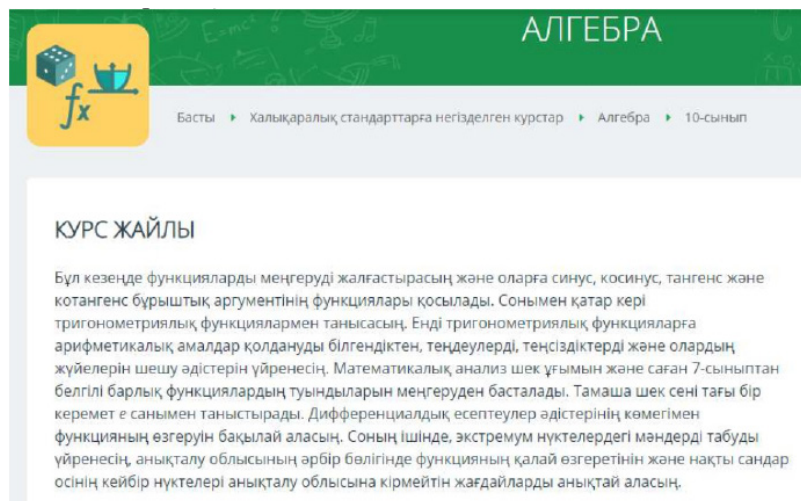 АЛГЕБРА
E=mc²
fx
Басты ▸ Халықаралық стандарттарға негізделген курстар ▸ Алгебра ▸ 10-сынып
КУРС ЖАЙЛЫ
Бұл кезеңде функцияларды меңгеруді жалғастырасың және оларға синус, косинус, тангенс және
котангенс бұрыштық аргументінің функциялары қосылады. Сонымен қатар кері
тригонометриялық функциялармен танысасың. Енді тригонометриялық функцияларға
арифметикалық амалдар қолдануды білгендіктен, теңдеулерді, теңсіздіктерді және олардың
жүйелерін шешу әдістерін үйренесің. Математикалық анализ шек ұғымын және саған 7-сыныптан
белгілі барлық функциялардың туындыларын меңгеруден басталады. Тамаша шек сені тағы бір
керемет е санымен таныстырады. Дифференциалдық есептеулер әдістерінің көмегімен
функцияның өзгеруін бақылай аласың. Соның ішінде, экстремум нүктелердегі мәндерді табуды
үйренесің, анықталу облысының әрбір бөлігінде функцияның қалай өзгеретінін және нақты сандар
осінің кейбір нүктелері анықталу облысына кірмейтін жағдайларды анықтай аласың.